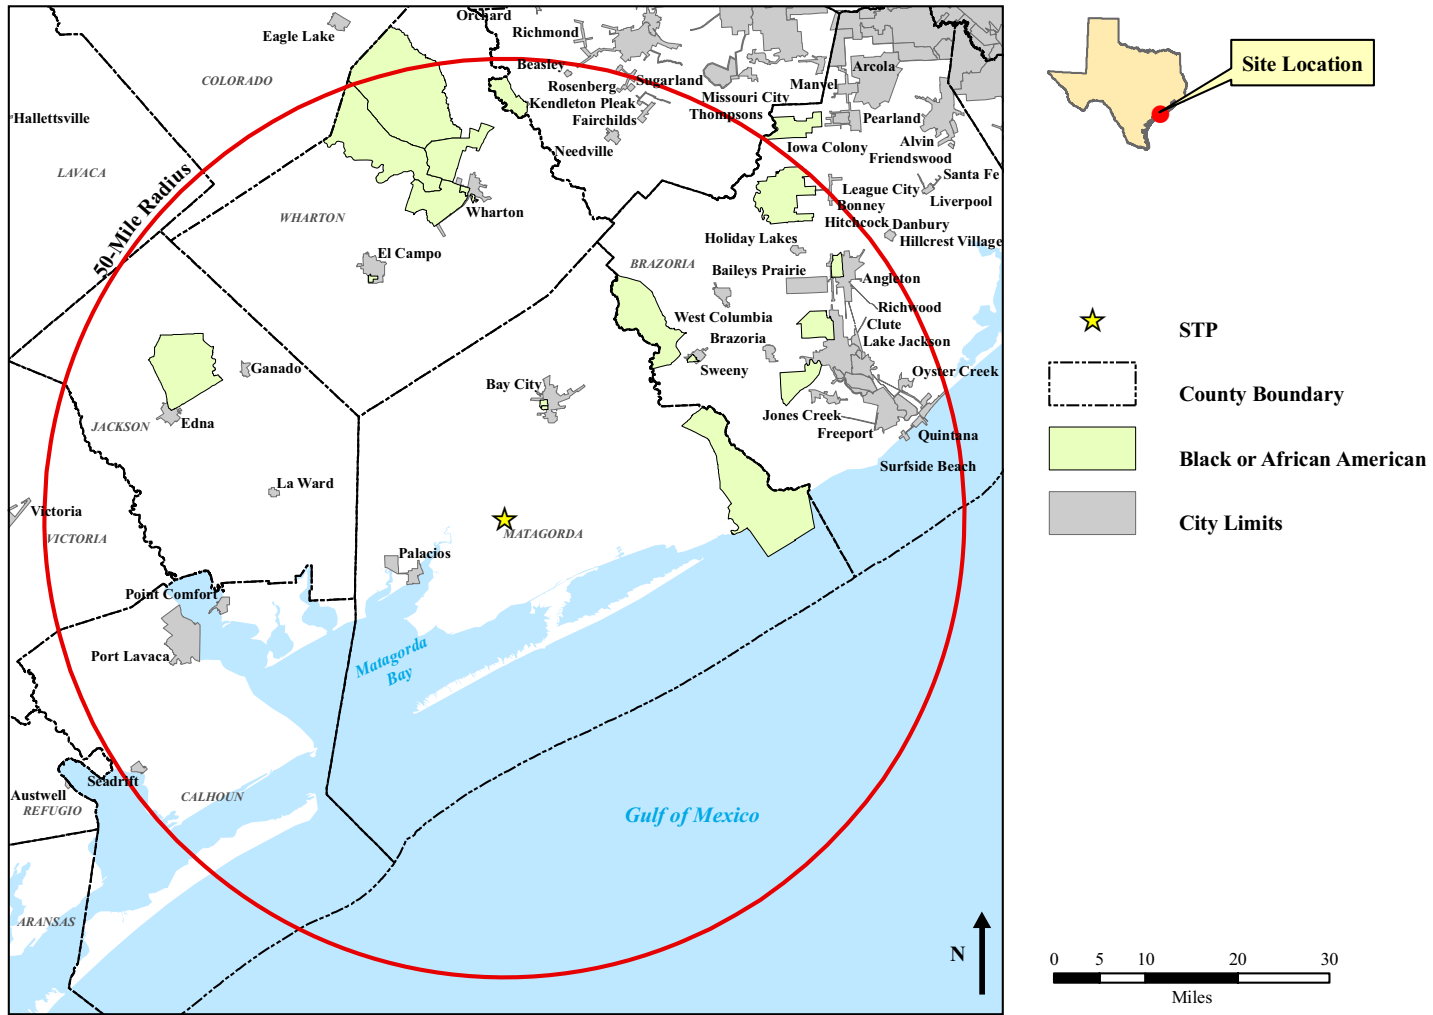 Orchard
Eagle Lake
Richmond
COLORADO
Beasley
Rosenberg
Sugarland
Arcola
Manvel
Missouri City
Kendleton Pleak
Thompsons
Fairchilds
Pearland
Hallettsville
Needville
Iowa Colony
Alvin
Friendswood
LAVACA
Santa Fe
50-Mile Radius
League City
Liverpool
Bonney
WHARTON
Wharton
Hitchcock
Danbury
Holiday Lakes
Hillcrest Village
El Campo
BRAZORIA
Baileys Prairie
Angleton
Richwood
West Columbia
Clute
Brazoria
Lake Jackson
Ganado
Sweeny
Oyster Creek
Bay City
Edna
JACKSON
Jones Creek
Freeport
Quintana
Surfside Beach
La Ward
Victoria
VICTORIA
MATAGORDA
Palacios
Point Comfort
Port Lavaca
Matagorda
Bay
Seadrift
Austwell
REFUGIO
CALHOUN
Gulf of Mexico
ARANSAS
N
Site Location
STP
County Boundary
Black or African American
City Limits
0 5 10 20 30
Miles